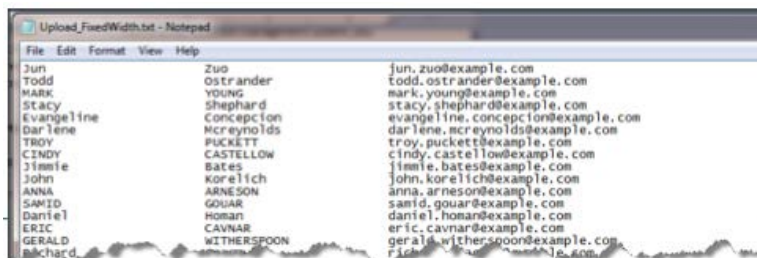 Upload_FixedWidth.txt - Notepad
File Edit Format View Help
Jun Zuo jun.zuo@example.com
Todd Ostrander todd.ostrander@example.com
MARK YOUNG mark.young@example.com
Stacy Shephard stacy.shephard@example.com
Evangeline Concepcion evangeline.concepcion@example.com
Darlene Mcreynolds darlene.mcreynolds@example.com
TROY PUCKETT troy.puckett@example.com
CINDY CASTELLOW cindy.castellow@example.com
Jimmie Bates jimmie.bates@example.com
John Korelich john.korelich@example.com
ANNA ARNESON anna.arneson@example.com
SAMID GOUAR samid.gouar@example.com
Daniel Homan daniel.homan@example.com
ERIC CAVNAR eric.cavnar@example.com
GERALD WITHERSPOON gerald.witherspoon@example.com